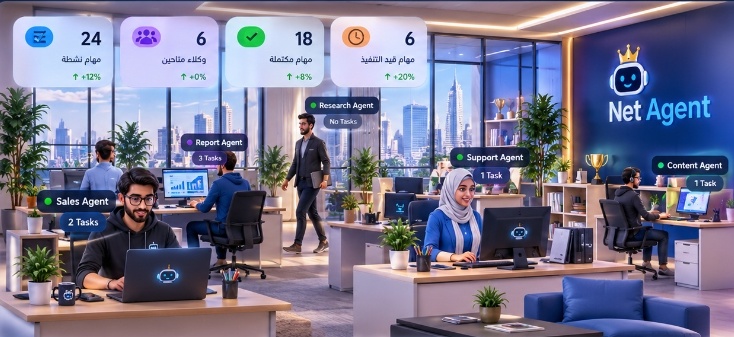 24
مهام نشطة
↑ +12%
6
وكلاء متاحين
↑ +0%
18
مهام مكتملة
↑ +8%
6
مهام قيد التنفيذ
↑ +20%
Net Agent
Research Agent
No Tasks
Report Agent
3 Tasks
Support Agent
1 Task
Content Agent
1 Task
Sales Agent
2 Tasks